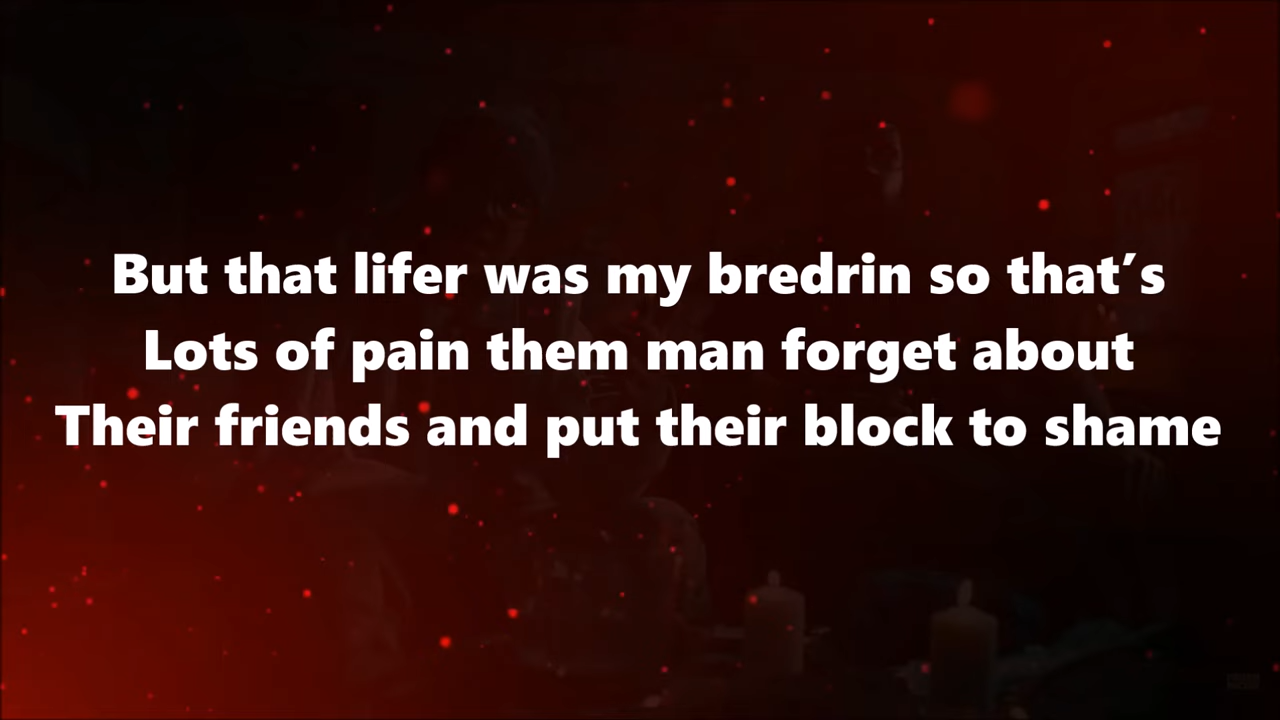 But that lifer was my bredrin so that’s
Lots of pain them man forget about
Their friends and put their block to shame